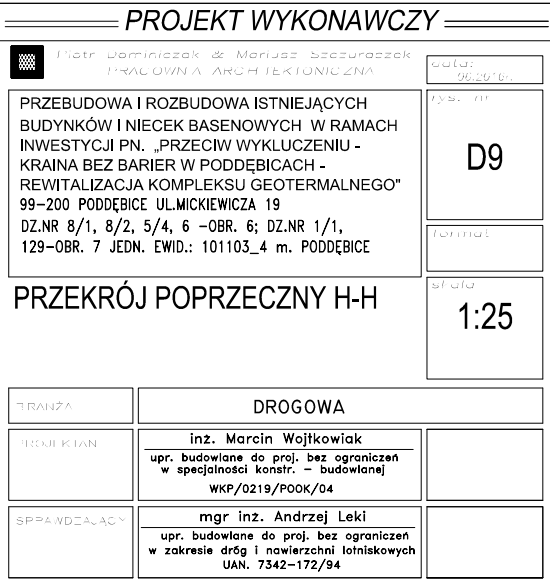 PROJEKT WYKONAWCZY
Piotr Dominiczak & Mariusz Szczuraszek
PRACOWNIA ARCHITEKTONICZNA
data:
06.2016r.
PRZEBUDOWA I ROZBUDOWA ISTNIEJĄCYCH
BUDYNKÓW I NIECEK BASENOWYCH W RAMACH
INWESTYCJI PN. „PRZECIW WYKLUCZENIU -
KRAINA BEZ BARIER W PODDĘBICACH -
REWITALIZACJA KOMPLEKSU GEOTERMALNEGO"
99-200 PODDĘBICE UL.MICKIEWICZA 19
DZ.NR 8/1, 8/2, 5/4, 6 -OBR. 6; DZ.NR 1/1,
129-OBR. 7 JEDN. EWID.: 101103_4 m. PODDĘBICE
rys. nr
D9
format
PRZEKRÓJ POPRZECZNY H-H
skala
1:25
BRANŻA
DROGOWA
PROJEKTANT
inż. Marcin Wojtkowiak
upr. budowlane do proj. bez ograniczeń
w specjalności konstr. - budowlanej
WKP/0219/POOK/04
SPRAWDZAJĄCY
mgr inż. Andrzej Leki
upr. budowlane do proj. bez ograniczeń
w zakresie dróg i nawierzchni lotniskowych
UAN. 7342-172/94